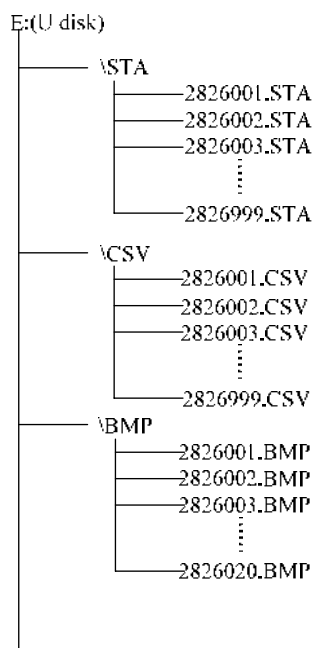 E:(U disk)
\STA
2826001.STA
2826002.STA
2826003.STA
2826999.STA
\CSV
2826001.CSV
2826002.CSV
2826003.CSV
2826999.CSV
\BMP
2826001.BMP
2826002.BMP
2826003.BMP
2826020.BMP